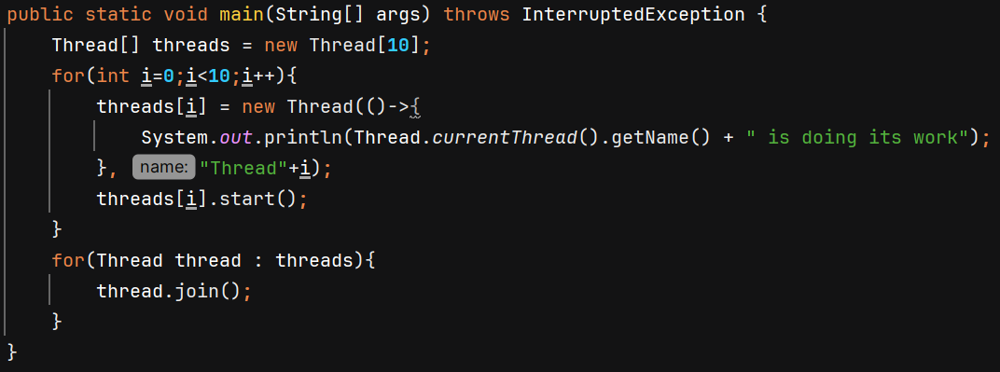 public static void main(String[] args) throws InterruptedException {
    Thread[] threads = new Thread[10];
    for(int i=0;i<10;i++){
        threads[i] = new Thread(()->{
            System.out.println(Thread.currentThread().getName() + " is doing its work");
        }, name: "Thread"+i);
        threads[i].start();
    }
    for(Thread thread : threads){
        thread.join();
    }
}